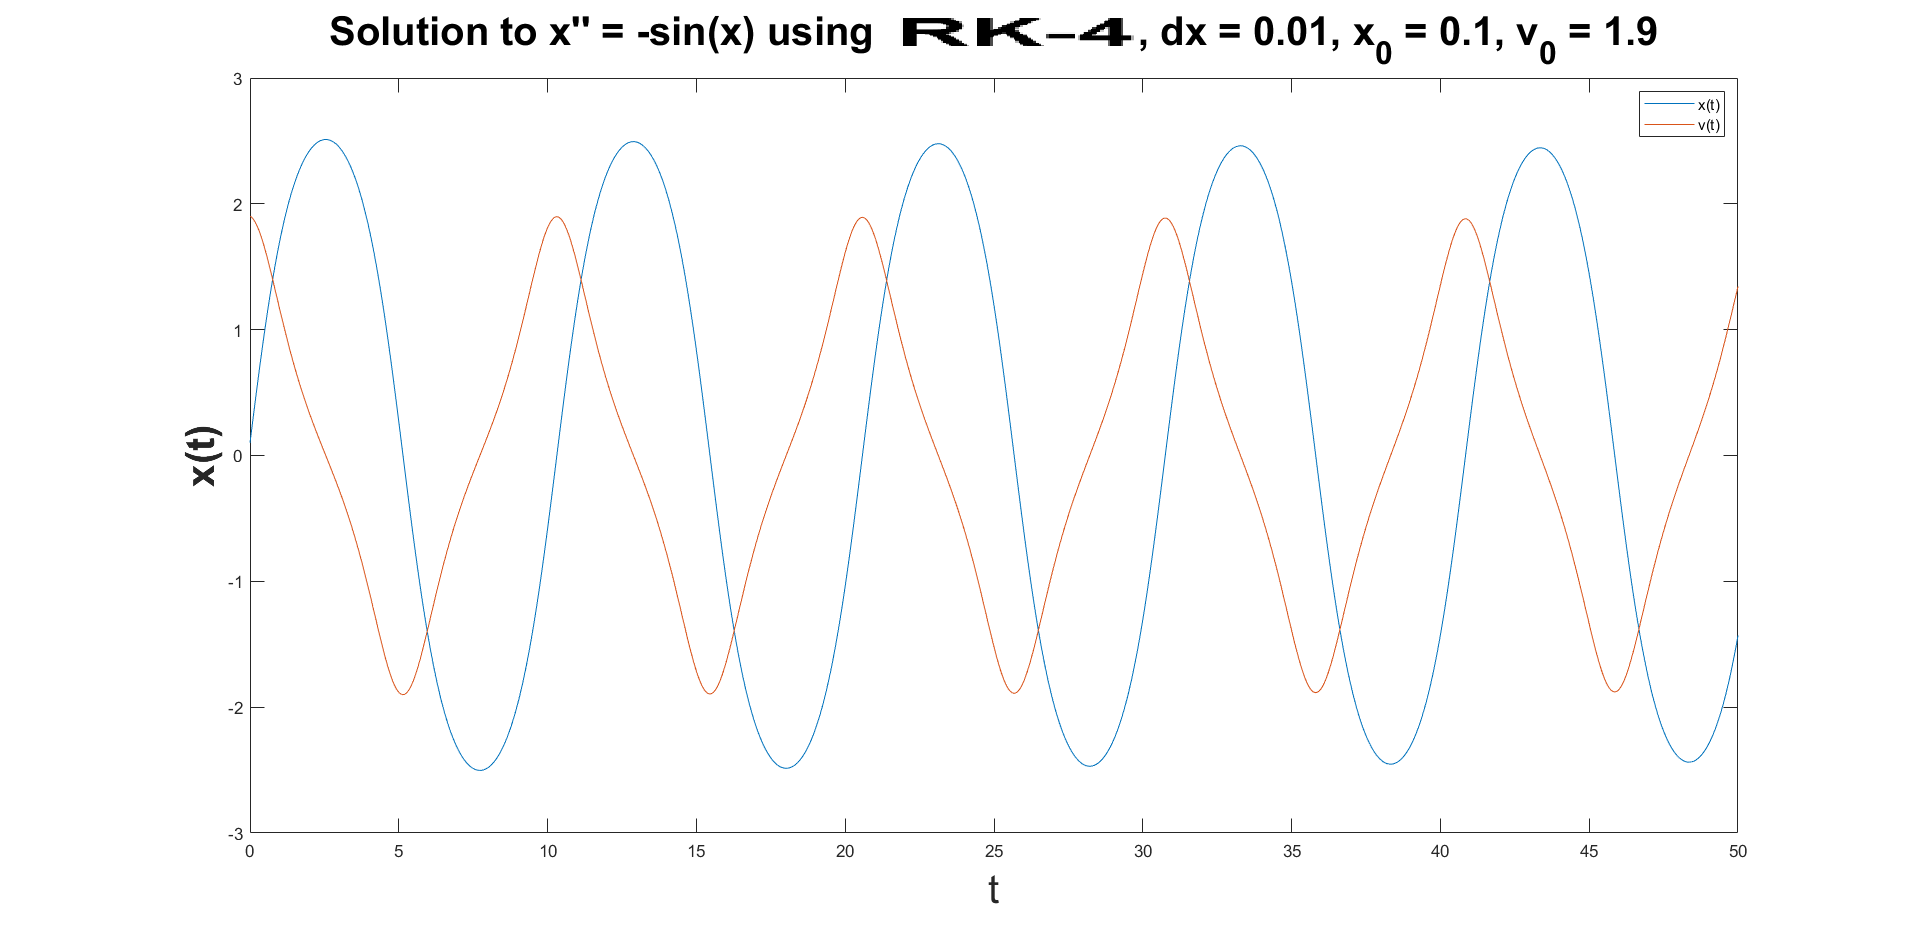 Solution to x'' = -sin(x) using RK-4, dx = 0.01, x₀ = 0.1, v₀ = 1.9
x(t)
v(t)
3
2
1
0
-1
-2
-3
x(t)
0 5 10 15 20 25 30 35 40 45 50
t